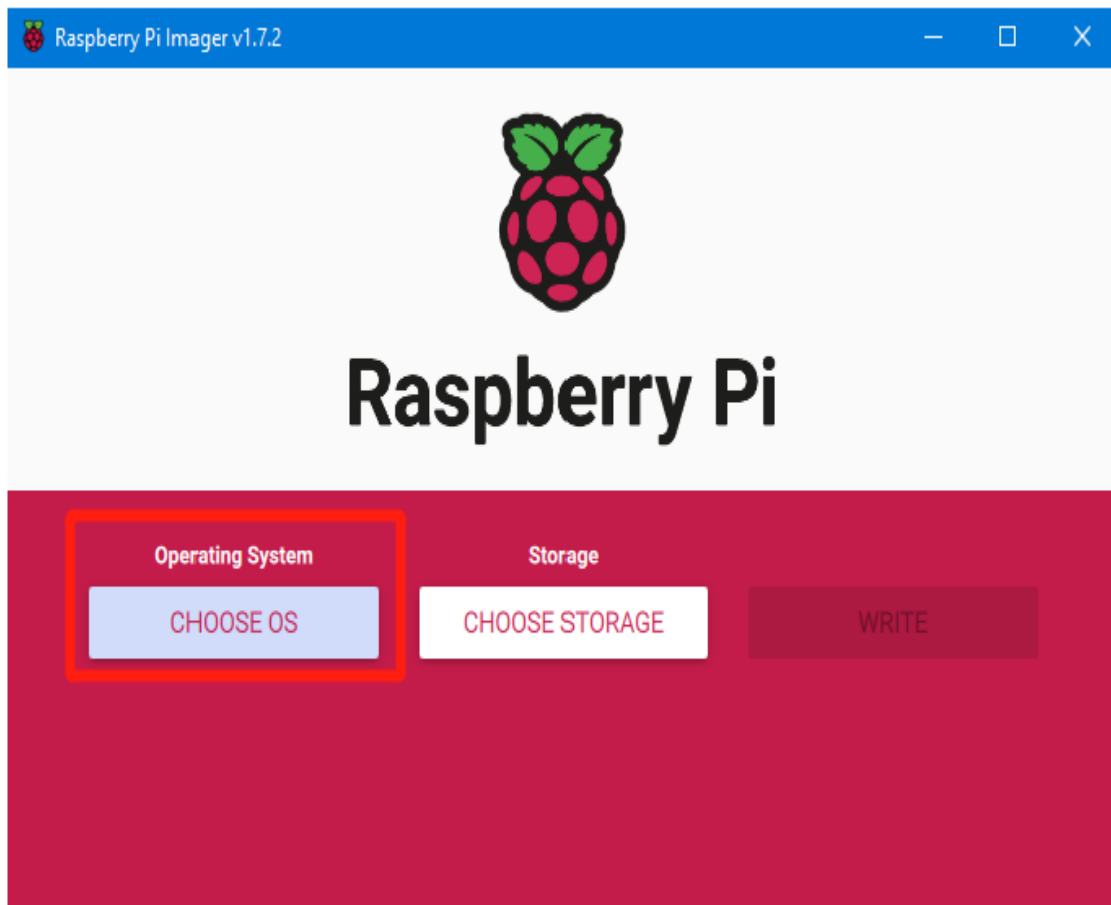 Raspberry Pi Imager v1.7.2
Raspberry Pi
Operating System
Storage
CHOOSE OS
CHOOSE STORAGE
WRITE